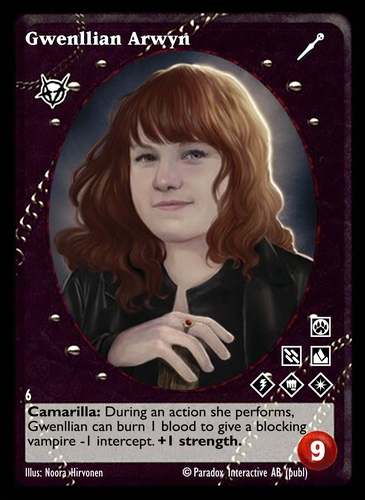 Gwenllian Arwyn
6
Camarilla: During an action she performs,
Gwenllian can burn 1 blood to give a blocking
vampire -1 intercept. +1 strength.
9
Illus: Noora Hirvonen
© Paradox Interactive AB (publ)